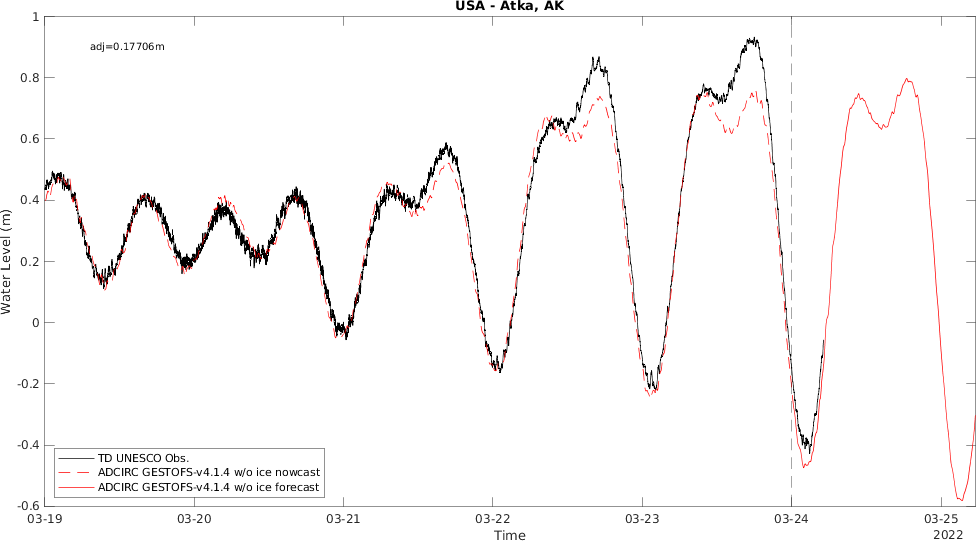 USA - Atka, AK
adj=0.17706m
1
0.8
0.6
0.4
0.2
0
-0.2
-0.4
-0.6
Water Level (m)
TD UNESCO Obs.
ADCIRC GESTOFS-v4.1.4 w/o ice nowcast
ADCIRC GESTOFS-v4.1.4 w/o ice forecast
03-19 03-20 03-21 03-22 03-23 03-24 03-25
Time
2022